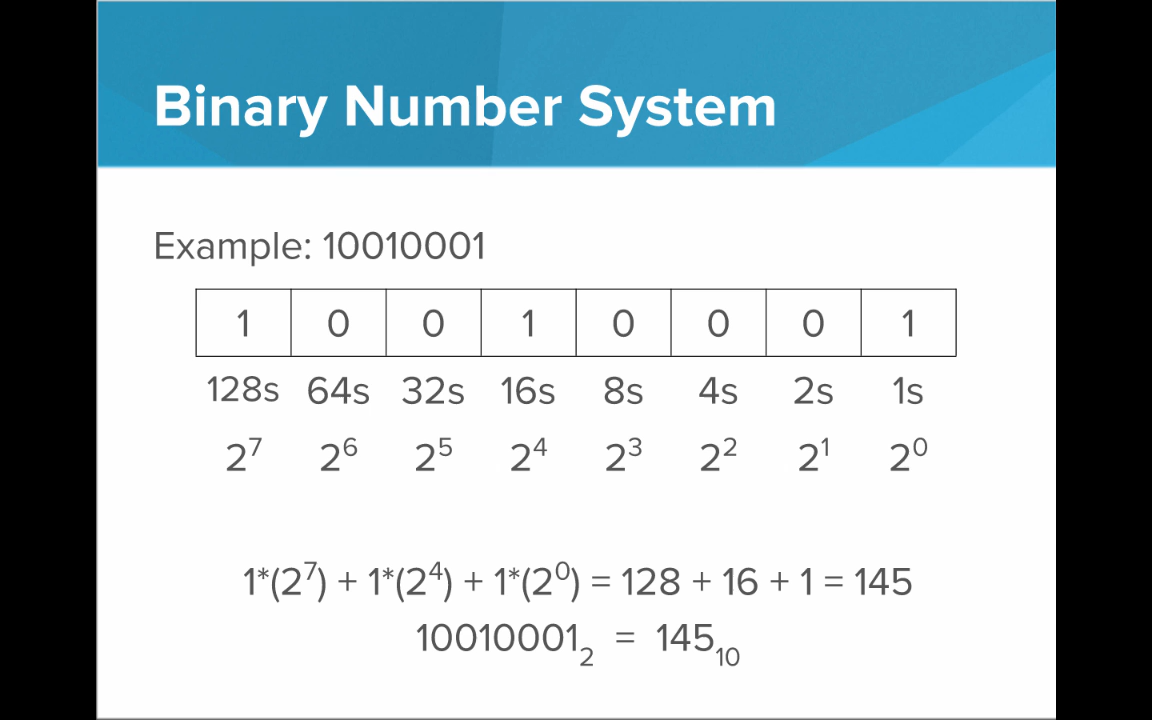 Binary Number System
Example: 10010001
1 0 0 1 0 0 0 1
128s 64s 32s 16s 8s 4s 2s 1s
2⁷ 2⁶ 2⁵ 2⁴ 2³ 2² 2¹ 2⁰
1*(2⁷) + 1*(2⁴) + 1*(2⁰) = 128 + 16 + 1 = 145
10010001₂ = 145₁₀